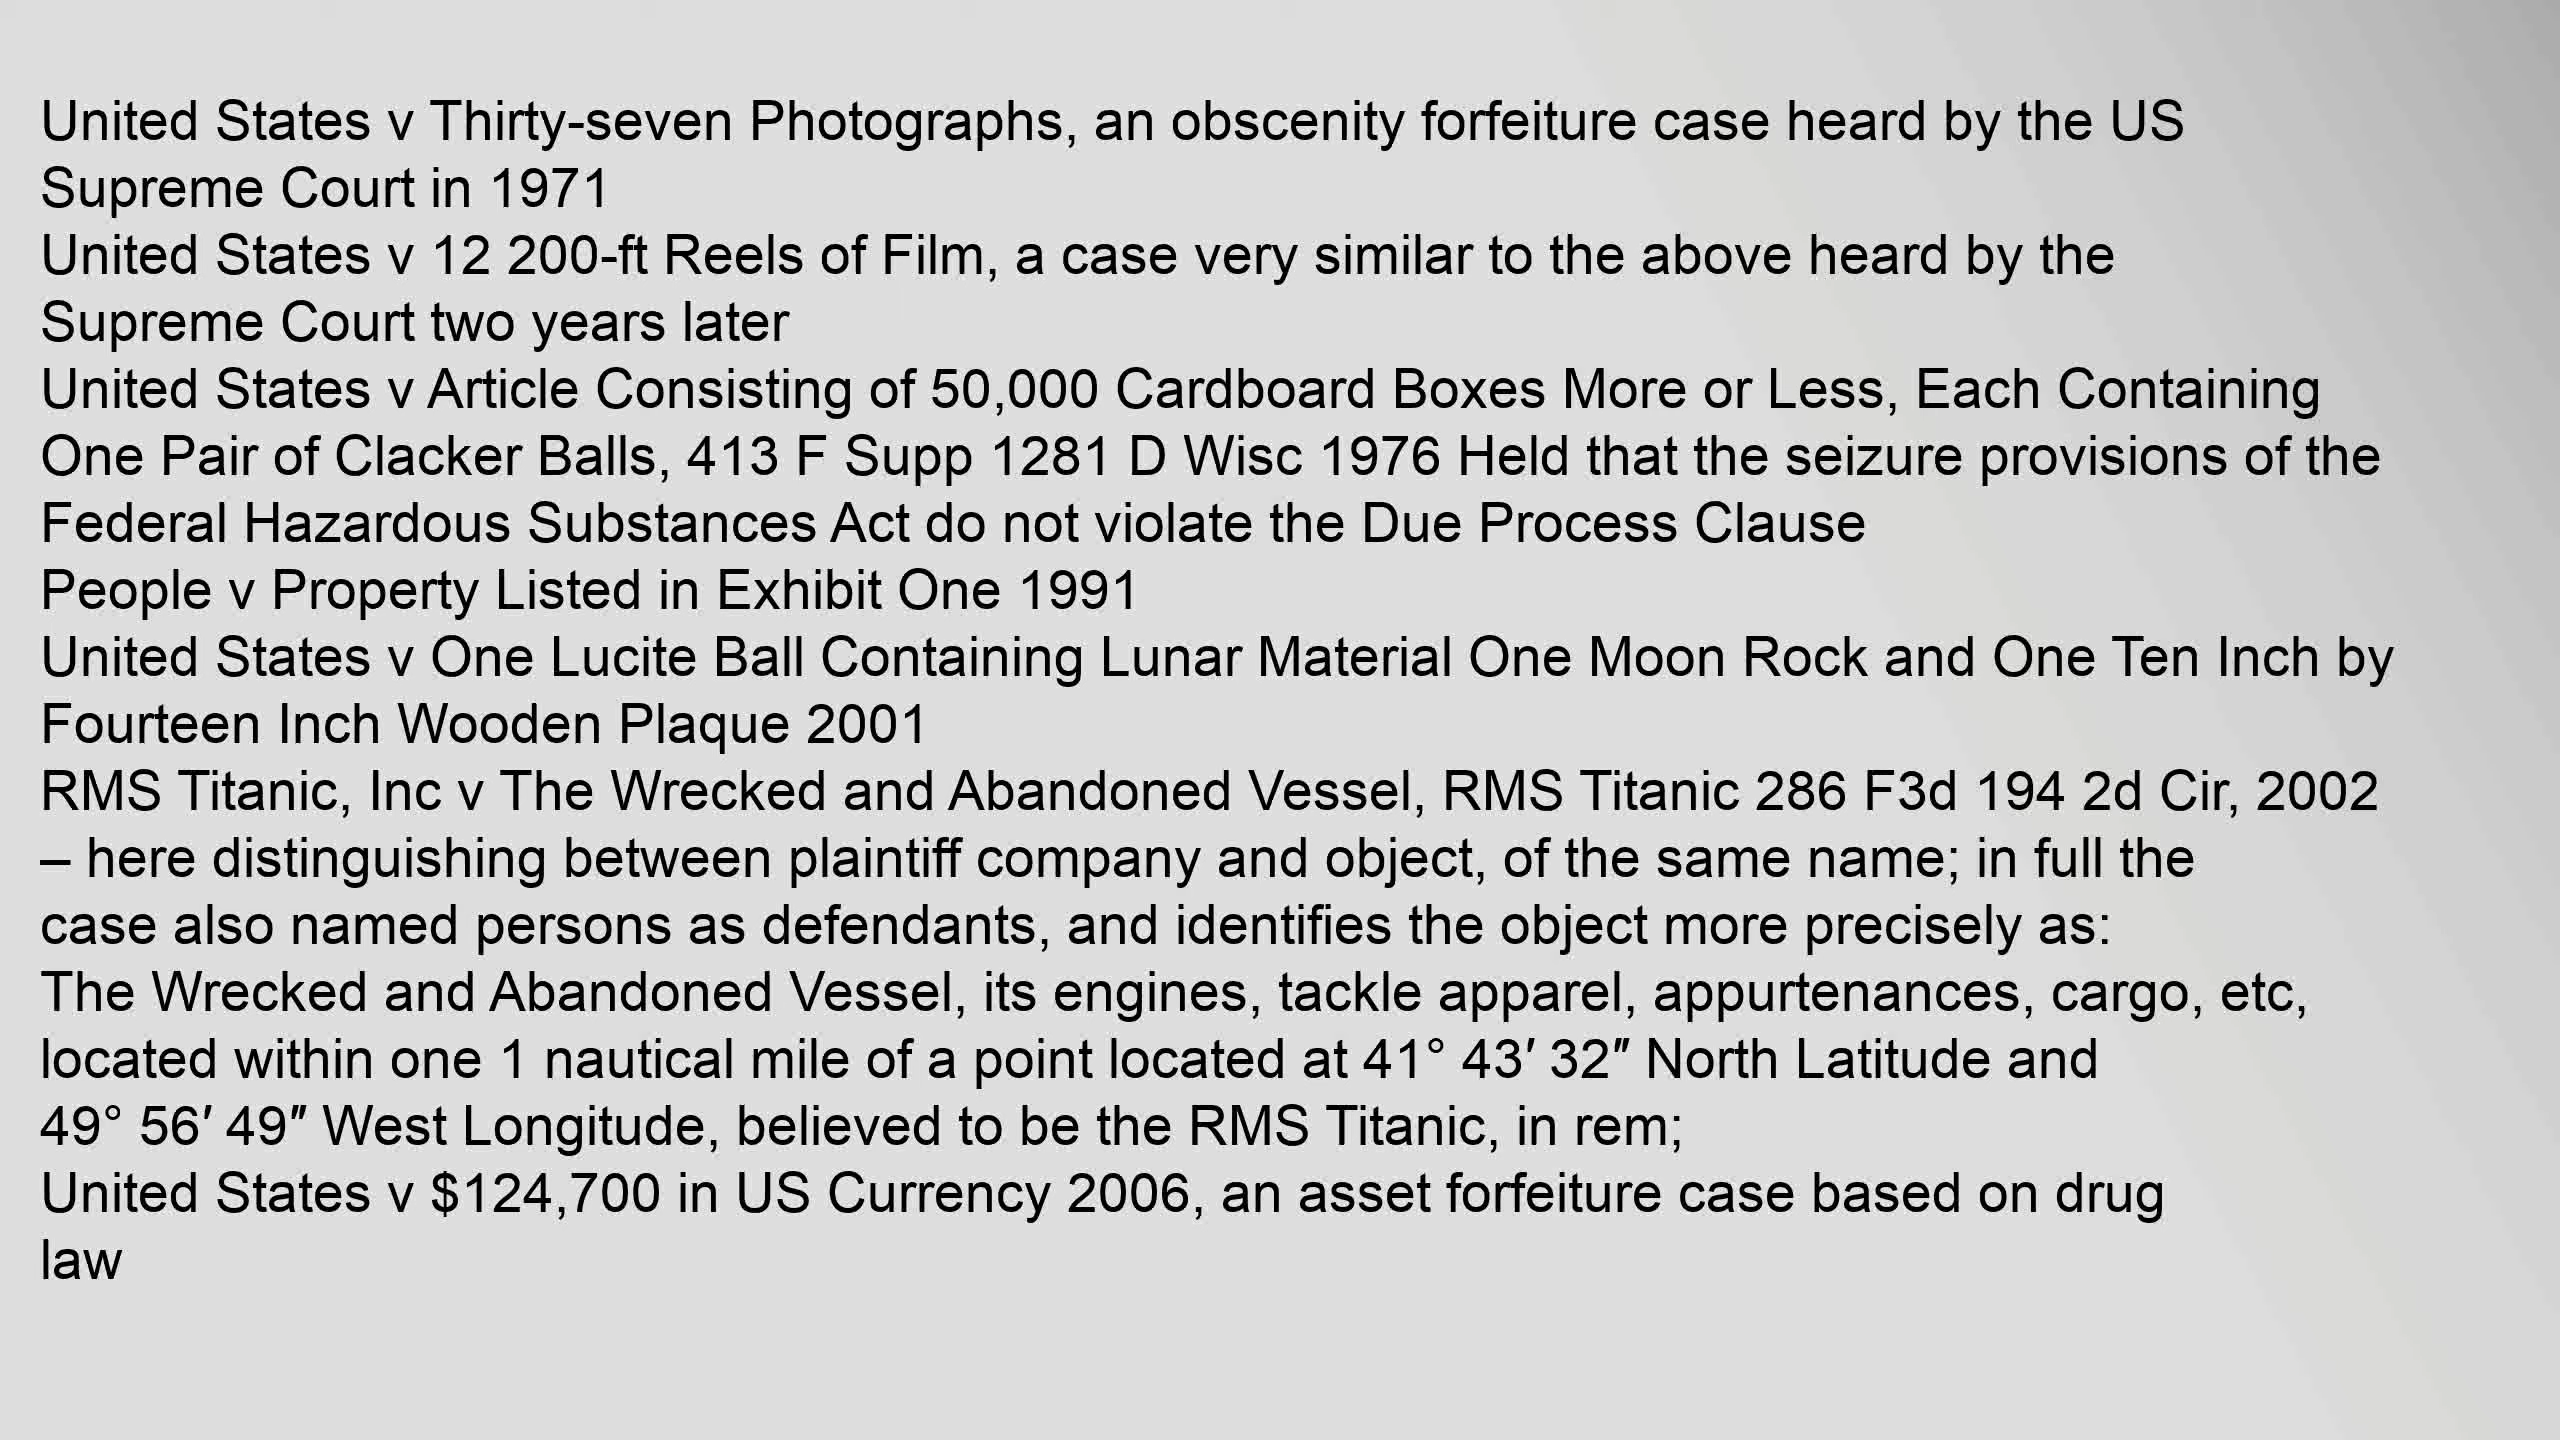 United States v Thirty-seven Photographs, an obscenity forfeiture case heard by the US
Supreme Court in 1971
United States v 12 200-ft Reels of Film, a case very similar to the above heard by the
Supreme Court two years later
United States v Article Consisting of 50,000 Cardboard Boxes More or Less, Each Containing
One Pair of Clacker Balls, 413 F Supp 1281 D Wisc 1976 Held that the seizure provisions of the
Federal Hazardous Substances Act do not violate the Due Process Clause
People v Property Listed in Exhibit One 1991
United States v One Lucite Ball Containing Lunar Material One Moon Rock and One Ten Inch by
Fourteen Inch Wooden Plaque 2001
RMS Titanic, Inc v The Wrecked and Abandoned Vessel, RMS Titanic 286 F3d 194 2d Cir, 2002
– here distinguishing between plaintiff company and object, of the same name; in full the
case also named persons as defendants, and identifies the object more precisely as:
The Wrecked and Abandoned Vessel, its engines, tackle apparel, appurtenances, cargo, etc,
located within one 1 nautical mile of a point located at 41° 43′ 32″ North Latitude and
49° 56′ 49″ West Longitude, believed to be the RMS Titanic, in rem;
United States v $124,700 in US Currency 2006, an asset forfeiture case based on drug
law